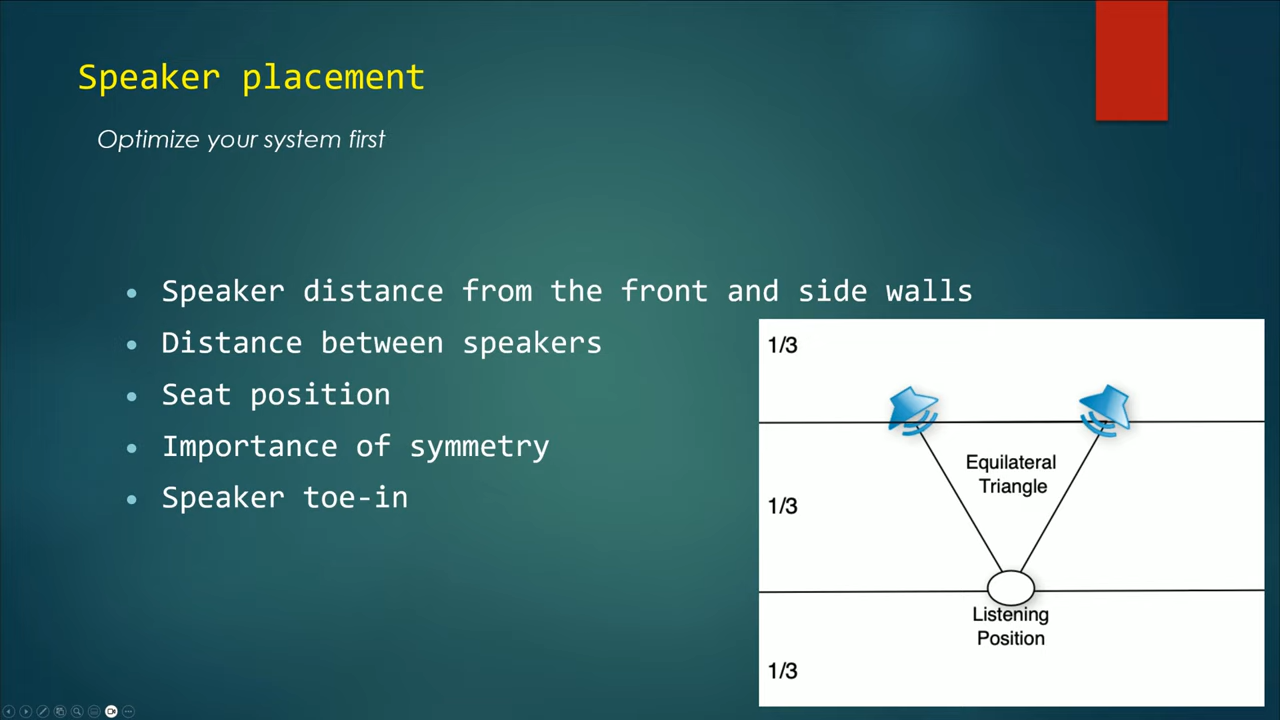 Speaker placement
Optimize your system first
• Speaker distance from the front and side walls
• Distance between speakers
• Seat position
• Importance of symmetry
• Speaker toe-in
1/3
Equilateral
Triangle
1/3
Listening
Position
1/3